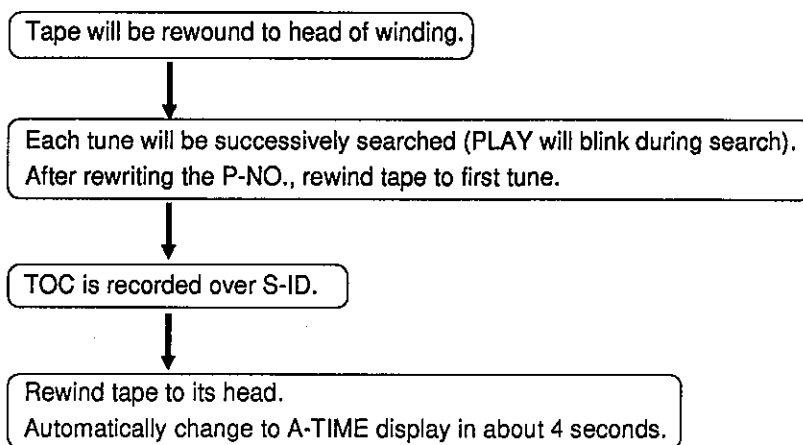 Tape will be rewound to head of winding.
Each tune will be successively searched (PLAY will blink during search).
After rewriting the P-NO., rewind tape to first tune.
TOC is recorded over S-ID.
Rewind tape to its head.
Automatically change to A-TIME display in about 4 seconds.